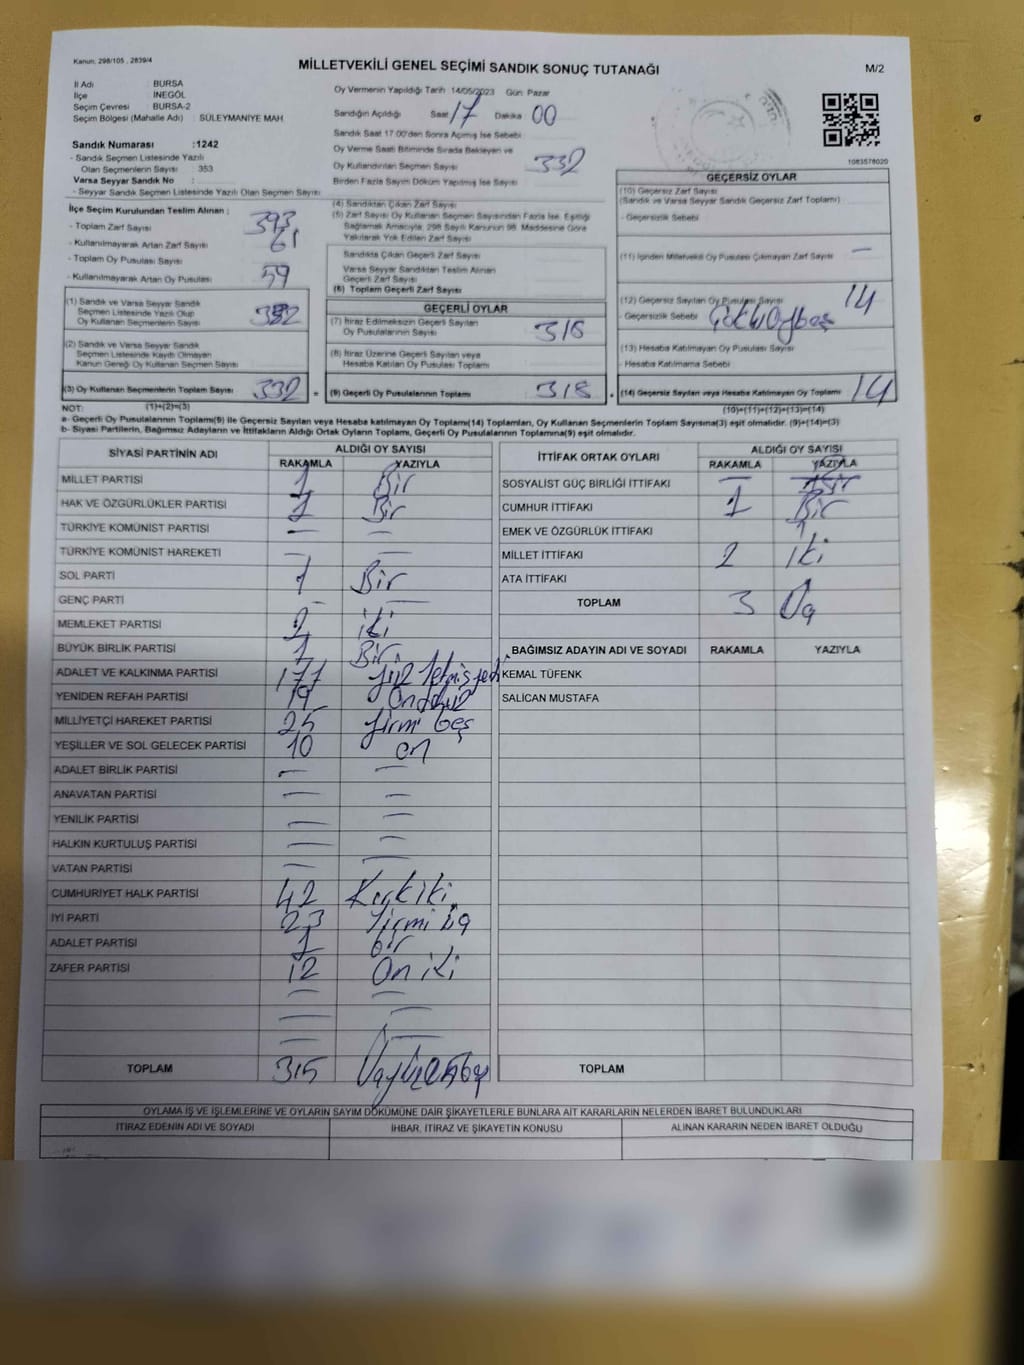 Kanun: 298/105 , 2839/4
MİLLETVEKİLİ GENEL SEÇİMİ SANDIK SONUÇ TUTANAĞI
M/2
İl Adı : BURSA
İlçe : İNEGÖL
Seçim Çevresi : BURSA-2
Seçim Bölgesi (Mahalle Adı) : SÜLEYMANİYE MAH.
Sandık Numarası :1242
- Sandık Seçmen Listesinde Yazılı
Olan Seçmenlerin Sayısı : 353
Varsa Seyyar Sandık No :
- Seyyar Sandık Seçmen Listesinde Yazılı Olan Seçmen Sayısı :
Oy Vermenin Yapıldığı Tarih 14/05/2023 Gün Pazar
Sandığın Açıldığı Saat 17 Dakika 00
Sandık Saat 17.00'den Sonra Açımış İse Sebebi
Oy Verme Saati Bitiminde Sırada Bekleyen ve
Oy Kullandırılan Seçmen Sayısı 332
Birden Fazla Sayım Döküm Yapılmış İse Sayısı
1083578020
İlçe Seçim Kurulundan Teslim Alınan ;
- Toplam Zarf Sayısı 393
- Kullanılmayarak Artan Zarf Sayısı 61
- Toplam Oy Pusulası Sayısı
- Kullanılmayarak Artan Oy Pusulası 59
(1) Sandık ve Varsa Seyyar Sandık
Seçmen Listesinde Yazılı Olup
Oy Kullanan Seçmenlerin Sayısı 332
(2) Sandık ve Varsa Seyyar Sandık
Seçmen Listesinde Kaydı Olmayan
Kanun Gereği Oy Kullanan Seçmen Sayısı
(3) Oy Kullanan Seçmenlerin Toplam Sayısı 332 =
(1)+(2)=(3)
(4) Sandıktan Çıkan Zarf Sayısı
(5) Zarf Sayısı Oy Kullanan Seçmen Sayısından Fazla İse, Eşitliği
Sağlamak Amacıyla, 298 Sayılı Kanunun 98. Maddesine Göre
Yakılarak Yok Edilen Zarf Sayısı
Sandıkta Çıkan Geçerli Zarf Sayısı
Varsa Seyyar Sandıktan Teslim Alınan
Geçerli Zarf Sayısı
(6) Toplam Geçerli Zarf Sayısı
GEÇERLİ OYLAR
(7) İtiraz Edilmeksizin Geçerli Sayılan
Oy Pusulalarının Sayısı 318
(8) İtiraz Üzerine Geçerli Sayılan veya
Hesaba Katılan Oy Pusulası Toplamı
(9) Geçerli Oy Pusulalarının Toplamı 318 +
GEÇERSİZ OYLAR
(10) Geçersiz Zarf Sayısı
(Sandık ve Varsa Seyyar Sandık Geçersiz Zarf Toplamı)
- Geçersizlik Sebebi
(11) İçinden Milletvekili Oy Pusulası Çıkmayan Zarf Sayısı —
(12) Geçersiz Sayılan Oy Pusulası Sayısı 14
- Geçersizlik Sebebi
(13) Hesaba Katılmayan Oy Pusulası Sayısı
- Hesaba Katılmama Sebebi
(14) Geçersiz Sayılan veya Hesaba Katılmayan Oy Toplamı 14
(10)+(11)+(12)+(13)=(14)
NOT:
a- Geçerli Oy Pusulalarının Toplamı(9) ile Geçersiz Sayılan veya Hesaba katılmayan Oy Toplamı(14) Toplamları, Oy Kullanan Seçmenlerin Toplam Sayısına(3) eşit olmalıdır. (9)+(14)=(3)
b- Siyasi Partilerin, Bağımsız Adayların ve İttifakların Aldığı Ortak Oyların Toplamı, Geçerli Oy Pusulalarının Toplamına(9) eşit olmalıdır.
SİYASİ PARTİNİN ADI ALDIĞI OY SAYISI
RAKAMLA YAZIYLA
MİLLET PARTİSİ 1 Bir
HAK VE ÖZGÜRLÜKLER PARTİSİ 1 Bir
TÜRKİYE KOMÜNİST PARTİSİ — —
TÜRKİYE KOMÜNİST HAREKETİ — —
SOL PARTİ 1 Bir
GENÇ PARTİ — —
MEMLEKET PARTİSİ 2 iki
BÜYÜK BİRLİK PARTİSİ 1 Bir
ADALET VE KALKINMA PARTİSİ 177 yüz yetmiş yedi
YENİDEN REFAH PARTİSİ 19 ondokuz
MİLLİYETÇİ HAREKET PARTİSİ 25 yirmi beş
YEŞİLLER VE SOL GELECEK PARTİSİ 10 on
ADALET BİRLİK PARTİSİ — —
ANAVATAN PARTİSİ — —
YENİLİK PARTİSİ — —
HALKIN KURTULUŞ PARTİSİ — —
VATAN PARTİSİ — —
CUMHURİYET HALK PARTİSİ 42 Kırk iki
İYİ PARTİ 23 yirmi üç
ADALET PARTİSİ 1 bir
ZAFER PARTİSİ 12 On iki
— —
— —
— —
TOPLAM 315 Üçyüzonbeş
İTTİFAK ORTAK OYLARI ALDIĞI OY SAYISI
RAKAMLA YAZIYLA
SOSYALİST GÜÇ BİRLİĞİ İTTİFAKI —
CUMHUR İTTİFAKI 1 Bir
EMEK VE ÖZGÜRLÜK İTTİFAKI
MİLLET İTTİFAKI 2 iki
ATA İTTİFAKI
TOPLAM 3 Üç
BAĞIMSIZ ADAYIN ADI VE SOYADI RAKAMLA YAZIYLA
KEMAL TÜFENK
SALİCAN MUSTAFA
TOPLAM
OYLAMA İŞ VE İŞLEMLERİNE VE OYLARIN SAYIM DÖKÜMÜNE DAİR ŞİKAYETLERLE BUNLARA AİT KARARLARIN NELERDEN İBARET BULUNDUKLARI
İTİRAZ EDENİN ADI VE SOYADI İHBAR, İTİRAZ VE ŞİKAYETİN KONUSU ALINAN KARARIN NEDEN İBARET OLDUĞU